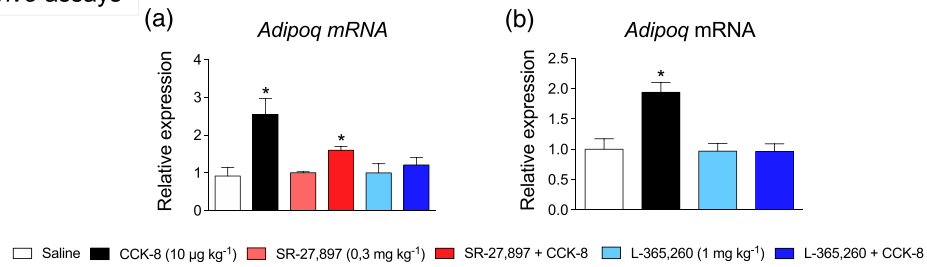 assays
(a)
Adipoq mRNA
Relative expression
4
3
2
1
0
*
*
(b)
Adipoq mRNA
Relative expression
2.5
2.0
1.5
1.0
0.5
0.0
*
Saline CCK-8 (10 µg kg⁻¹) SR-27,897 (0,3 mg kg⁻¹) SR-27,897 + CCK-8 L-365,260 (1 mg kg⁻¹) L-365,260 + CCK-8